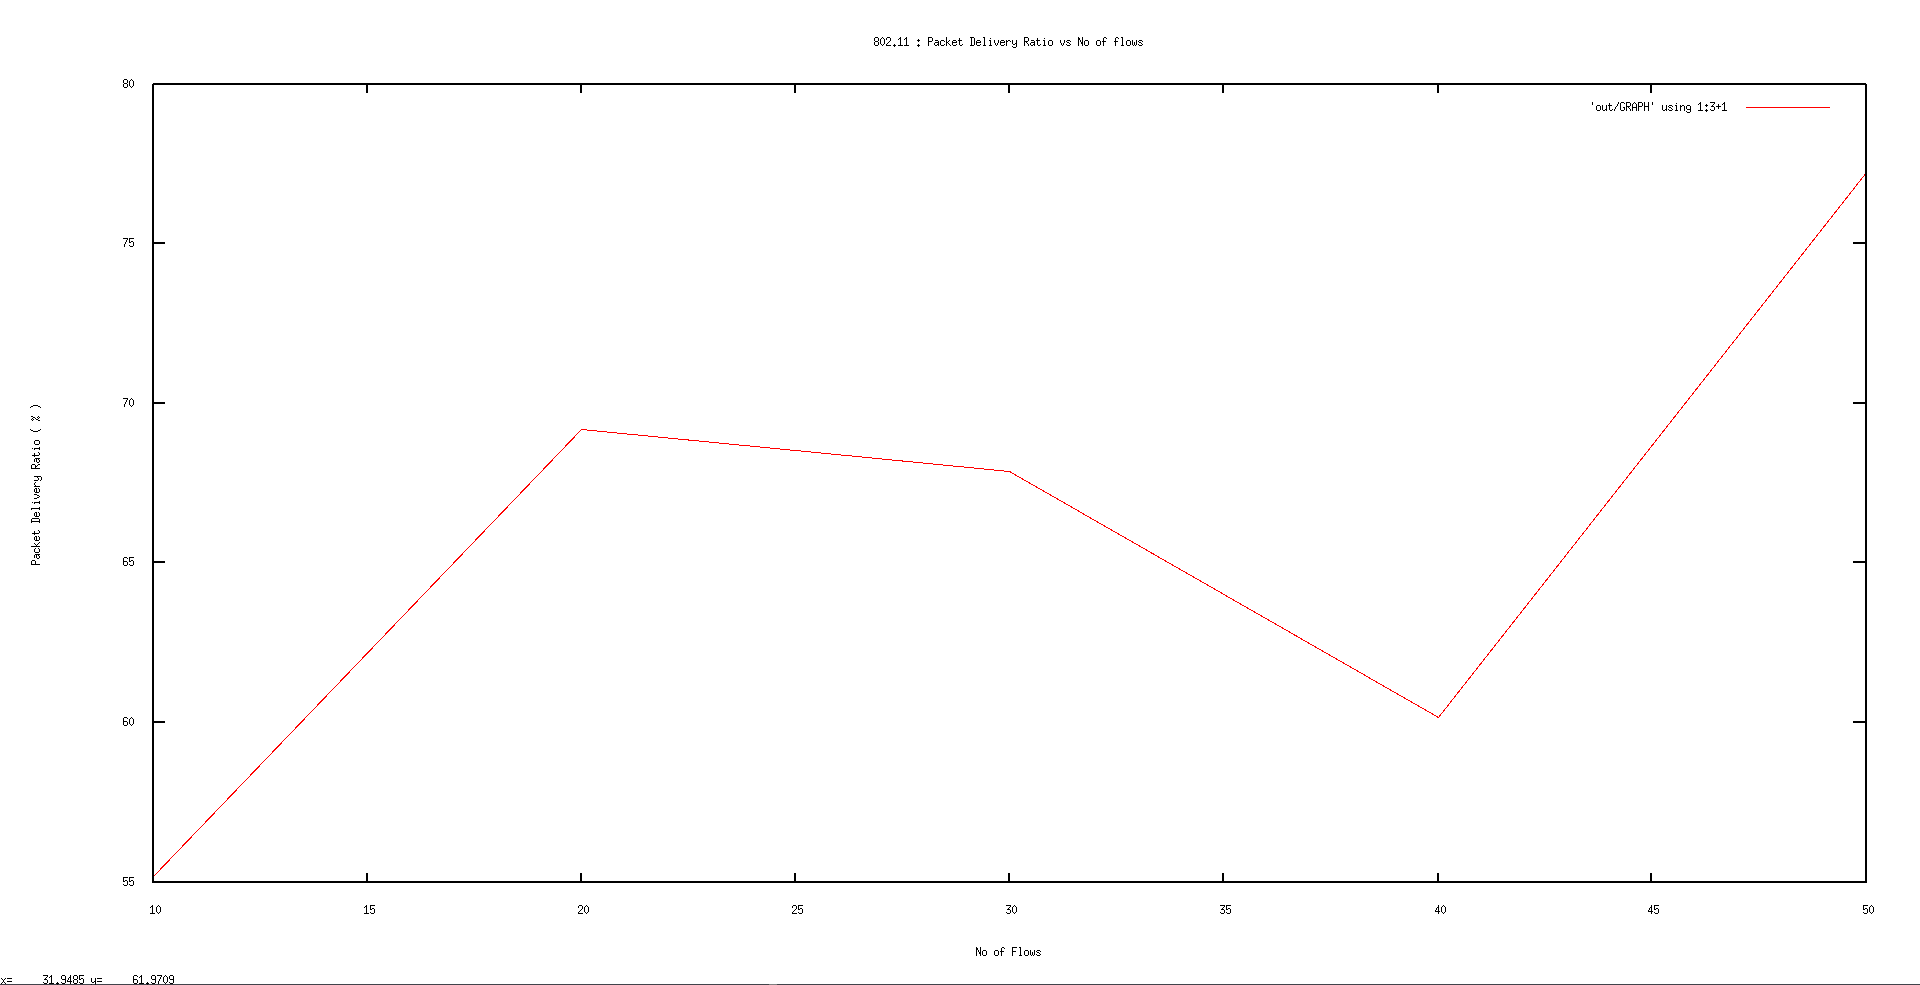 802.11 : Packet Delivery Ratio vs No of flows
'out/GRAPH' using 1:3+1
80
75
70
65
60
55
Packet Delivery Ratio ( % )
10 15 20 25 30 35 40 45 50
No of Flows
x= 31.9485 y= 61.9709